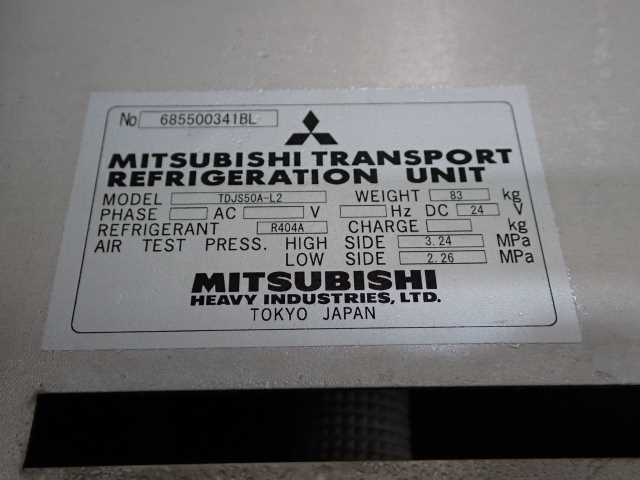 No 685500341BL
MITSUBISHI TRANSPORT
REFRIGERATION UNIT
MODEL TDJS50A-L2 WEIGHT 83 kg
PHASE AC V Hz DC 24 V
REFRIGERANT R404A CHARGE kg
AIR TEST PRESS. HIGH SIDE 3.24 MPa
LOW SIDE 2.26 MPa
MITSUBISHI
HEAVY INDUSTRIES, LTD.
TOKYO JAPAN